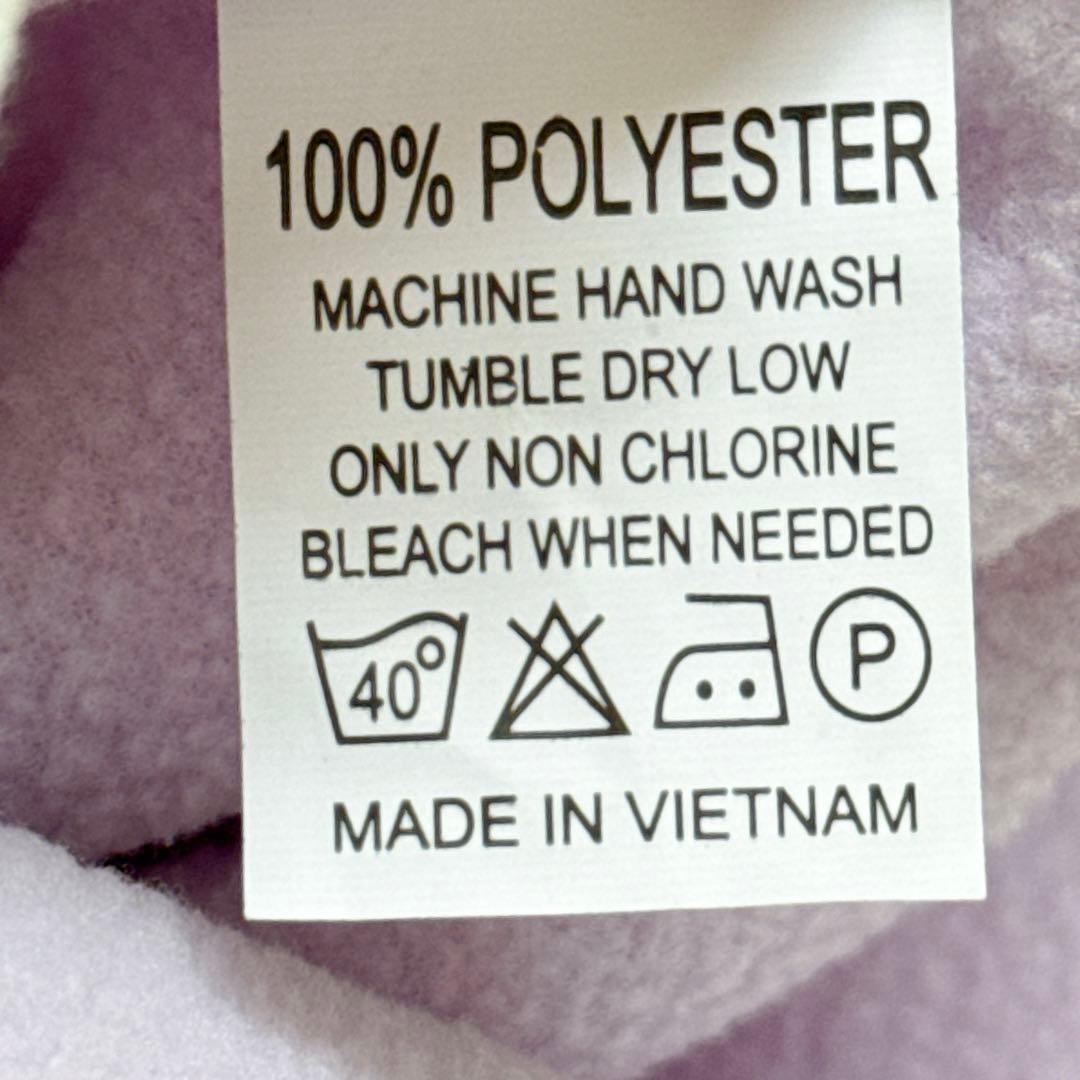 100% POLYESTER
MACHINE HAND WASH
TUMBLE DRY LOW
ONLY NON CHLORINE
BLEACH WHEN NEEDED
40° P
MADE IN VIETNAM